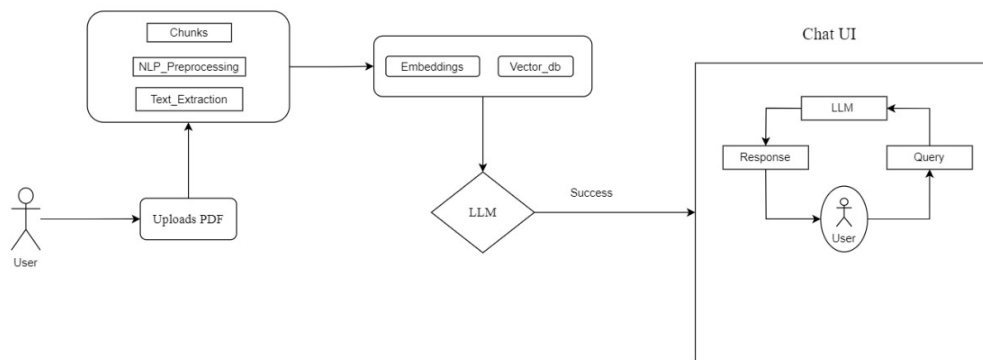 Chunks
NLP_Preprocessing
Text_Extraction
Embeddings
Vector_db
Chat UI
LLM
Response
Query
User
Success
LLM
Uploads PDF
User